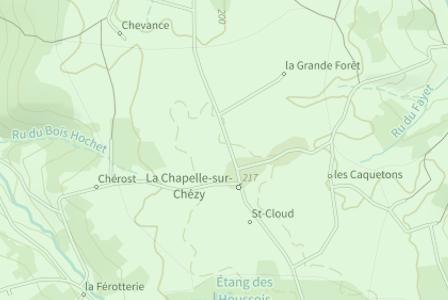 200
Chevance
la Grande Forêt
Ru du Fayet
Ru du Bois Hochet
Chérost
La Chapelle-sur-
Chézy
217
les Caquetons
St-Cloud
la Férotterie
Étang des
Houssois